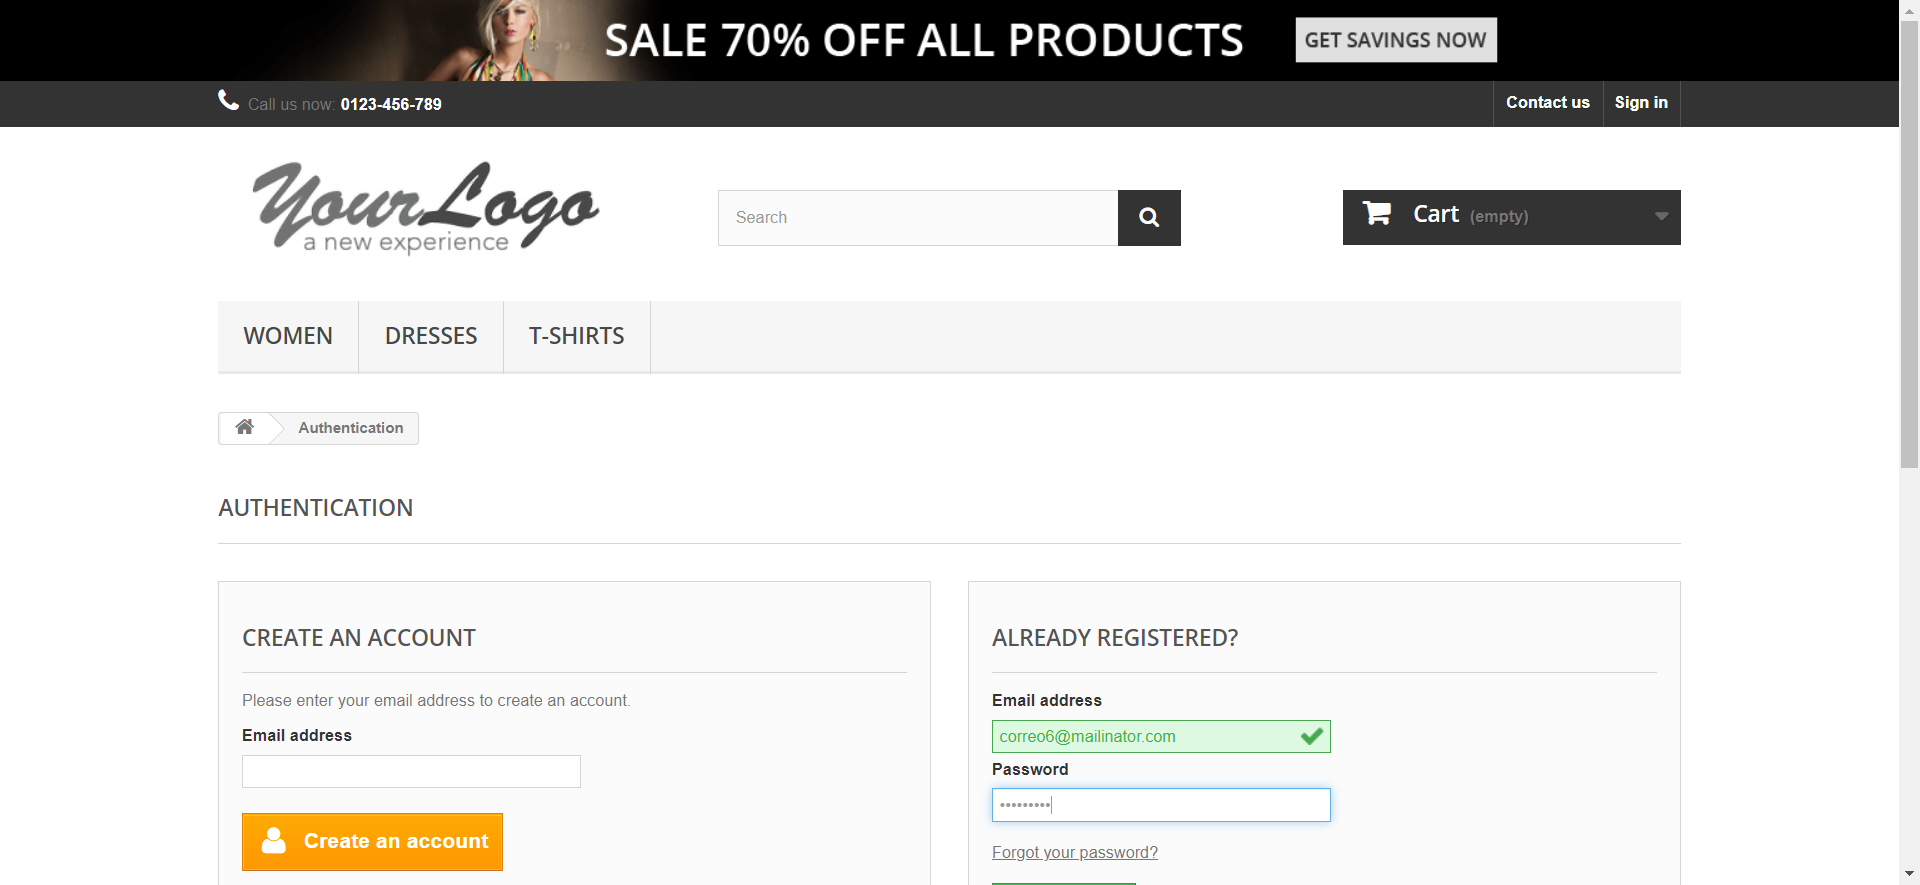 SALE 70% OFF ALL PRODUCTS GET SAVINGS NOW
Call us now: 0123-456-789 Contact us Sign in
YourLogo
a new experience
Search
Cart (empty)
WOMEN DRESSES T-SHIRTS
Authentication
AUTHENTICATION
CREATE AN ACCOUNT
Please enter your email address to create an account.
Email address
Create an account
ALREADY REGISTERED?
Email address
correo6@mailinator.com
Password
•••••••••
Forgot your password?